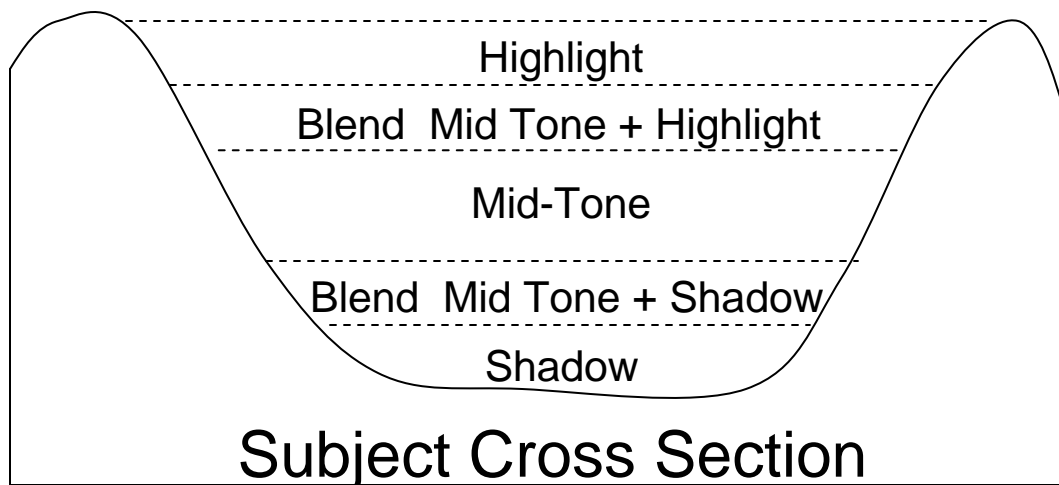 Highlight
Blend  Mid Tone + Highlight
Mid-Tone
Blend  Mid Tone + Shadow
Shadow
Subject Cross Section